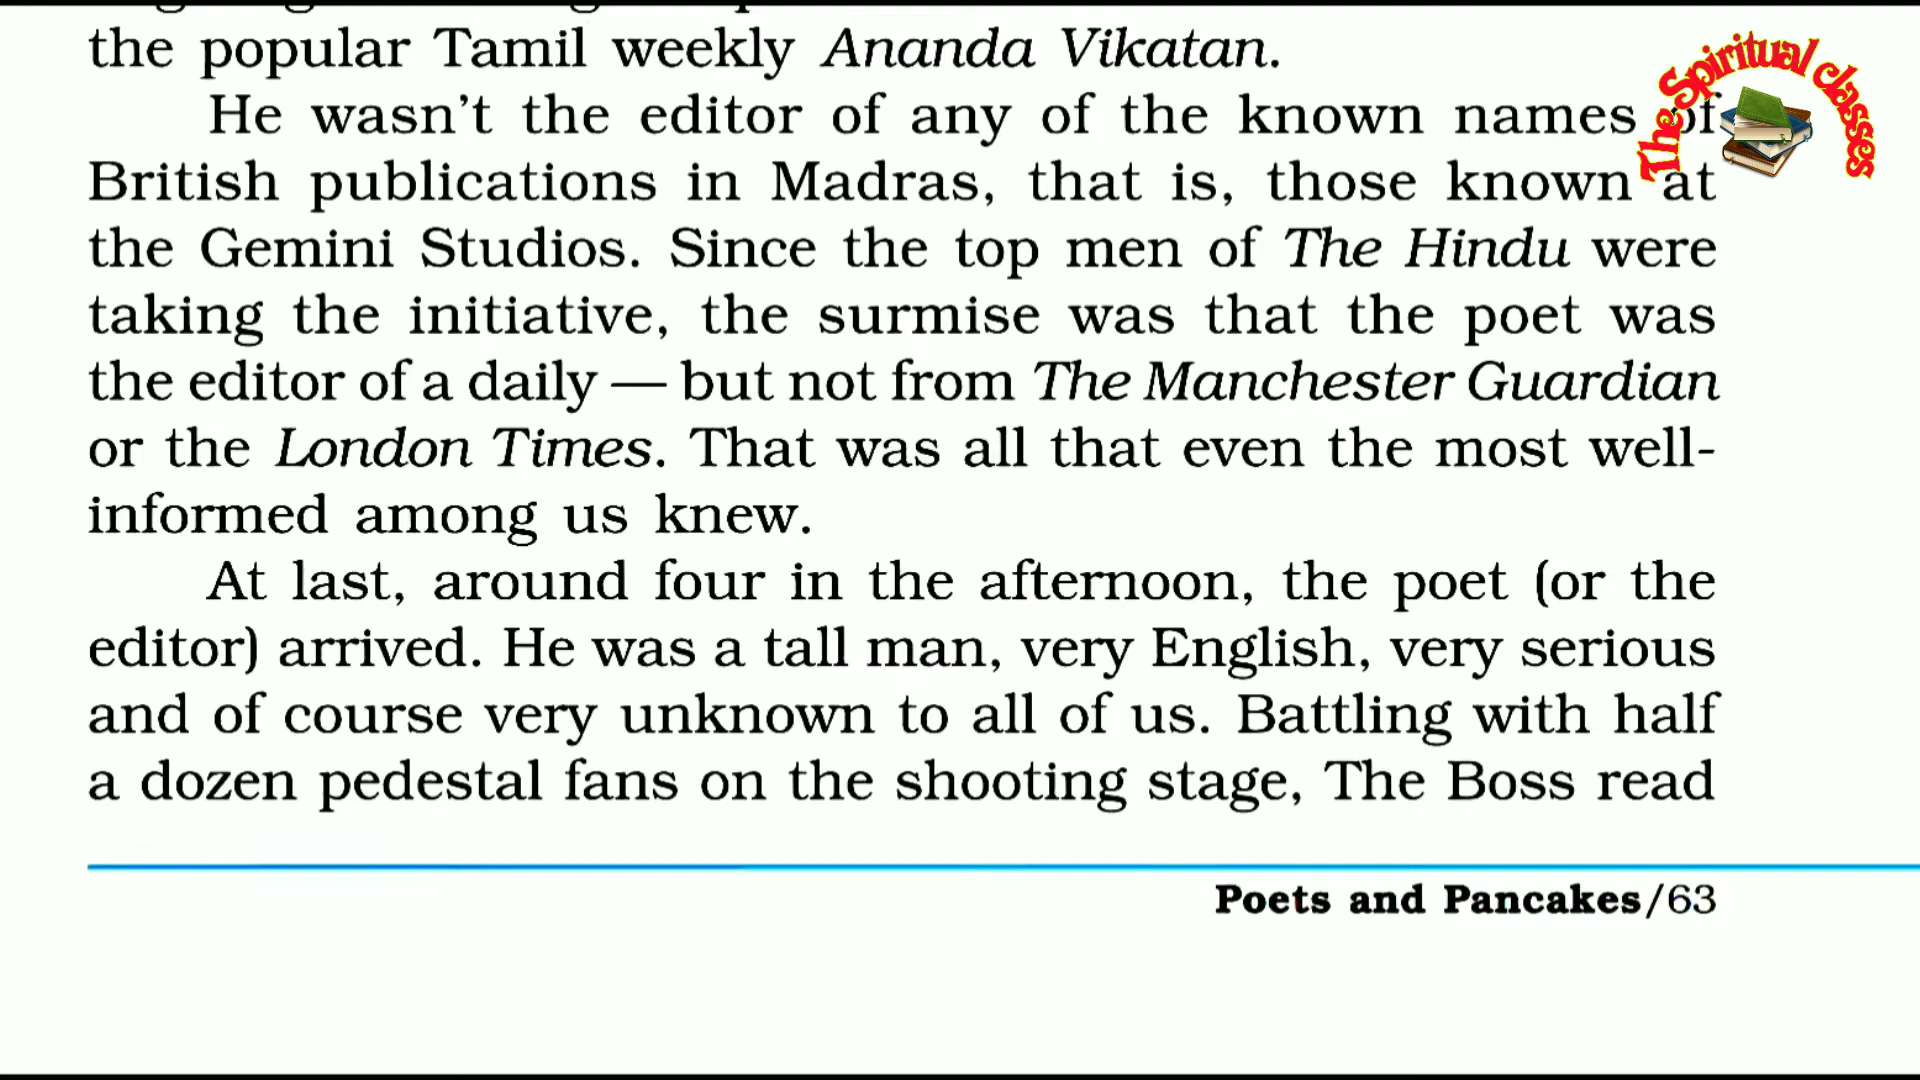 the popular Tamil weekly Ananda Vikatan.
He wasn't the editor of any of the known names of
British publications in Madras, that is, those known at
the Gemini Studios. Since the top men of The Hindu were
taking the initiative, the surmise was that the poet was
the editor of a daily — but not from The Manchester Guardian
or the London Times. That was all that even the most well-
informed among us knew.
At last, around four in the afternoon, the poet (or the
editor) arrived. He was a tall man, very English, very serious
and of course very unknown to all of us. Battling with half
a dozen pedestal fans on the shooting stage, The Boss read
Poets and Pancakes/63
The Spiritual classes